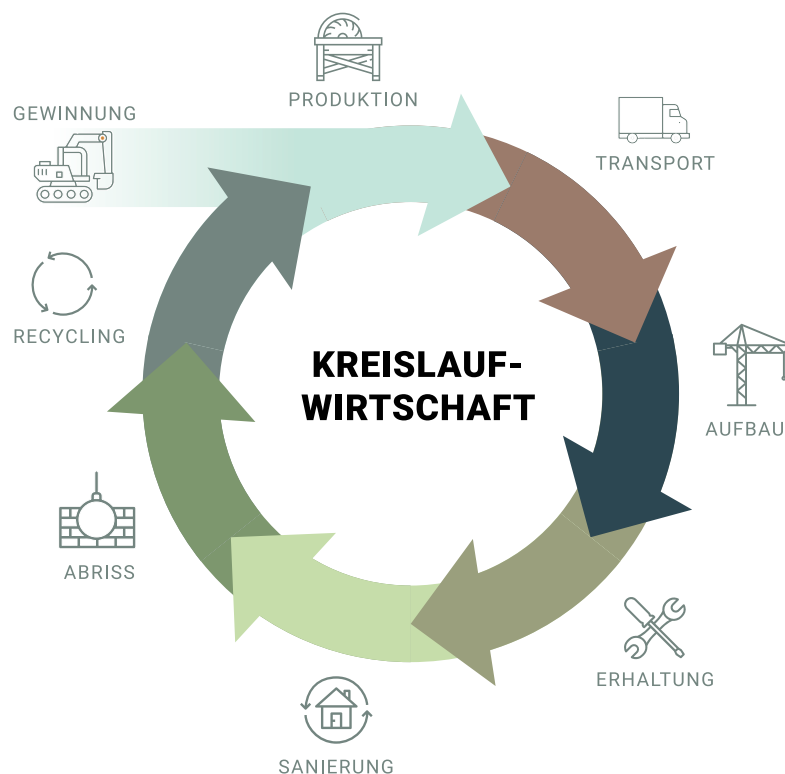 PRODUKTION
GEWINNUNG
TRANSPORT
RECYCLING
KREISLAUF-
WIRTSCHAFT
AUFBAU
ABRISS
ERHALTUNG
SANIERUNG